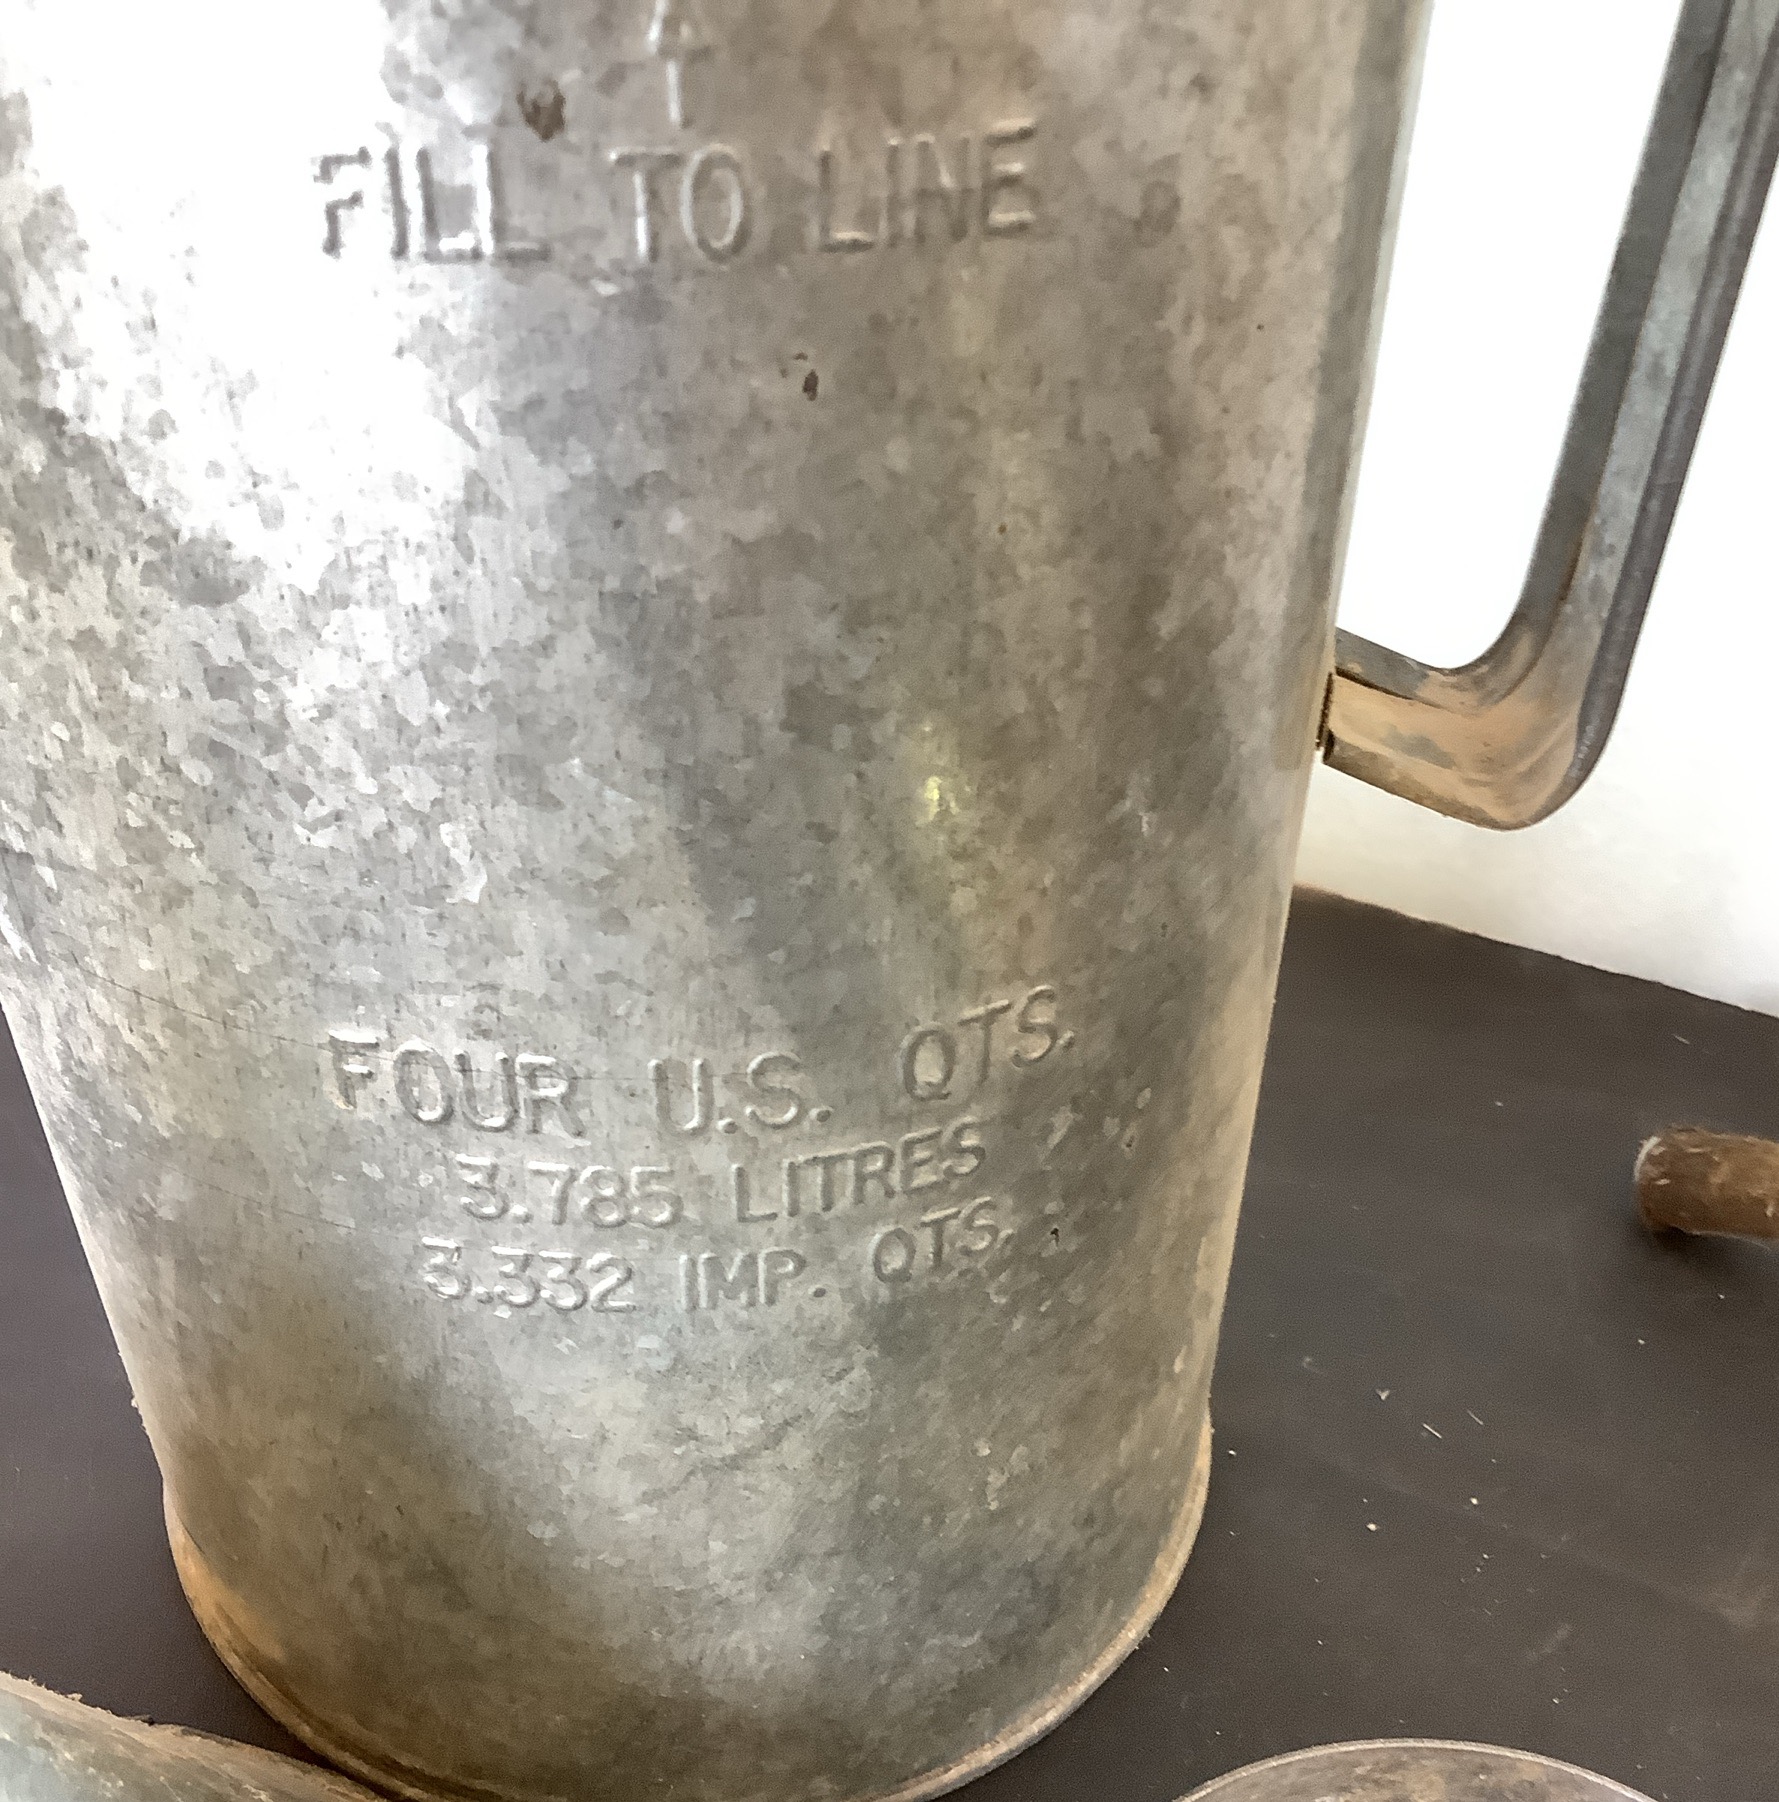 FILL TO LINE
FOUR U.S. QTS.
3.785 LITRES
3.332 IMP. QTS.